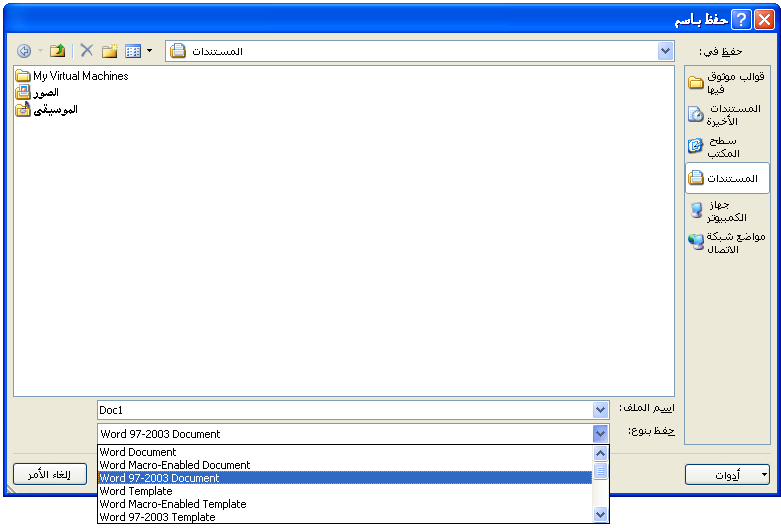 حفظ باسم
حفظ في:
المستندات
قوالب موثوق
فيها
المستندات
الأخيرة
سطح
المكتب
المستندات
جهاز
الكمبيوتر
مواضع شبكة
الاتصال
My Virtual Machines
الصور
الموسيقى
اسم الملف:
Doc1
حفظ بنوع:
Word 97-2003 Document
Word Document
Word Macro-Enabled Document
Word 97-2003 Document
Word Template
Word Macro-Enabled Template
Word 97-2003 Template
أدوات
إلغاء الأمر